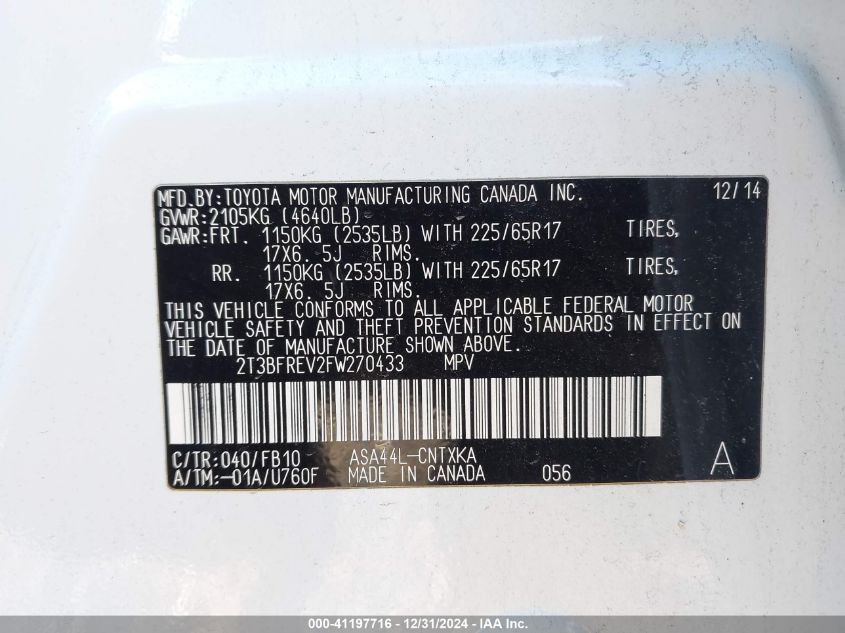 MFD.BY:TOYOTA MOTOR MANUFACTURING CANADA INC. 12/14
GVWR:2105KG (4640LB)
GAWR:FRT. 1150KG (2535LB) WITH 225/65R17 TIRES,
17X6. 5J RIMS.
RR. 1150KG (2535LB) WITH 225/65R17 TIRES,
17X6. 5J RIMS.
THIS VEHICLE CONFORMS TO ALL APPLICABLE FEDERAL MOTOR
VEHICLE SAFETY AND THEFT PREVENTION STANDARDS IN EFFECT ON
THE DATE OF MANUFACTURE SHOWN ABOVE.
2T3BFREV2FW270433 MPV
C/TR:040/FB10 ASA44L-CNTXKA
A/TM:-01A/U760F MADE IN CANADA 056 A
000-41197716 - 12/31/2024 - IAA Inc.